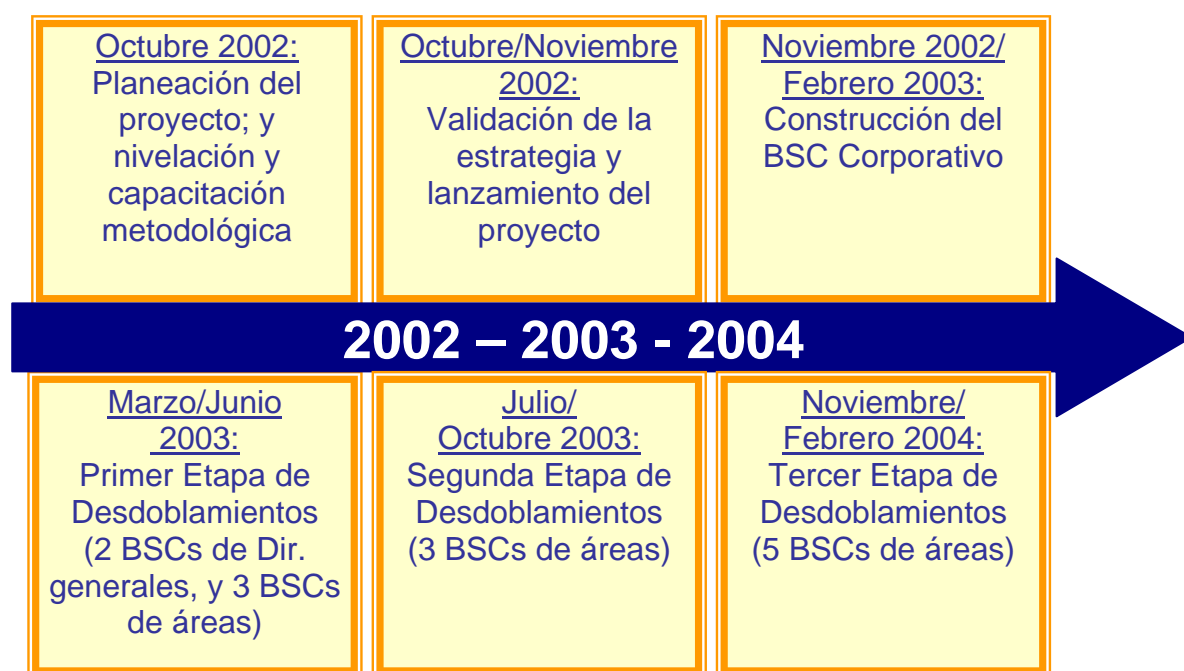 Octubre 2002:
Planeación del
proyecto; y
nivelación y
capacitación
metodológica
Octubre/Noviembre
2002:
Validación de la
estrategia y
lanzamiento del
proyecto
Noviembre 2002/
Febrero 2003:
Construcción del
BSC Corporativo
2002 – 2003 - 2004
Marzo/Junio
2003:
Primer Etapa de
Desdoblamientos
(2 BSCs de Dir.
generales, y 3 BSCs
de áreas)
Julio/
Octubre 2003:
Segunda Etapa de
Desdoblamientos
(3 BSCs de áreas)
Noviembre/
Febrero 2004:
Tercer Etapa de
Desdoblamientos
(5 BSCs de áreas)